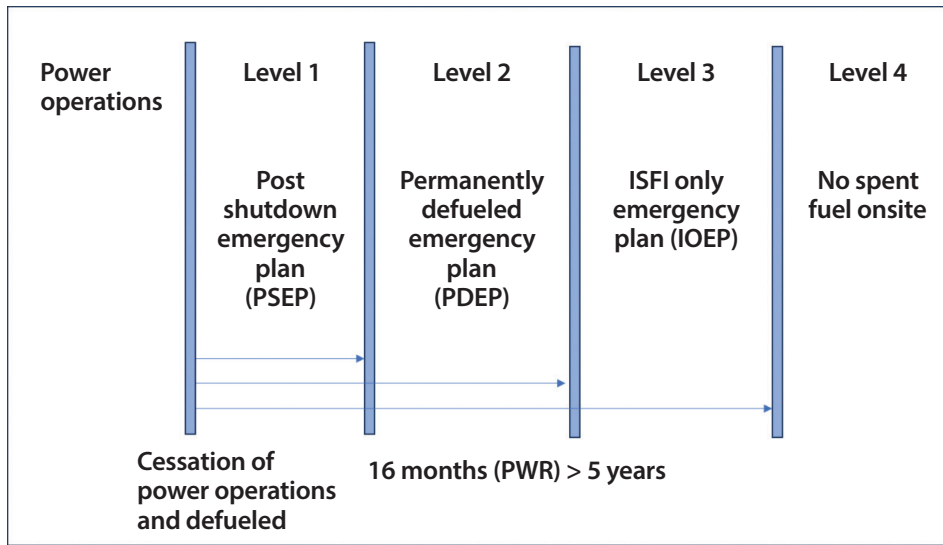 Power
operations
Level 1
Level 2
Level 3
Level 4
Post
shutdown
emergency
plan
(PSEP)
Permanently
defueled
emergency
plan
(PDEP)
ISFI only
emergency
plan (IOEP)
No spent
fuel onsite
Cessation of
power operations
and defueled
16 months (PWR) > 5 years